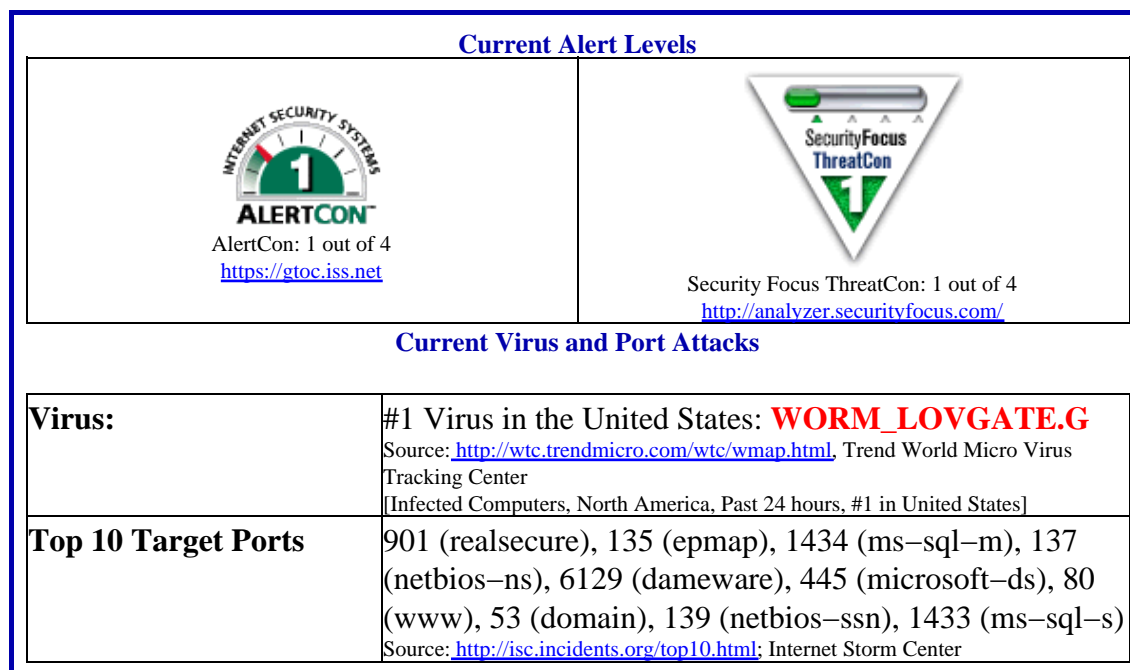 Current Alert Levels
INTERNET SECURITY SYSTEMS
1
ALERTCON™
AlertCon: 1 out of 4
https://gtoc.iss.net
SecurityFocus
ThreatCon
1
Security Focus ThreatCon: 1 out of 4
http://analyzer.securityfocus.com/
Current Virus and Port Attacks
Virus:
#1 Virus in the United States: WORM_LOVGATE.G
Source: http://wtc.trendmicro.com/wtc/wmap.html, Trend World Micro Virus
Tracking Center
[Infected Computers, North America, Past 24 hours, #1 in United States]
Top 10 Target Ports
901 (realsecure), 135 (epmap), 1434 (ms−sql−m), 137
(netbios−ns), 6129 (dameware), 445 (microsoft−ds), 80
(www), 53 (domain), 139 (netbios−ssn), 1433 (ms−sql−s)
Source: http://isc.incidents.org/top10.html; Internet Storm Center